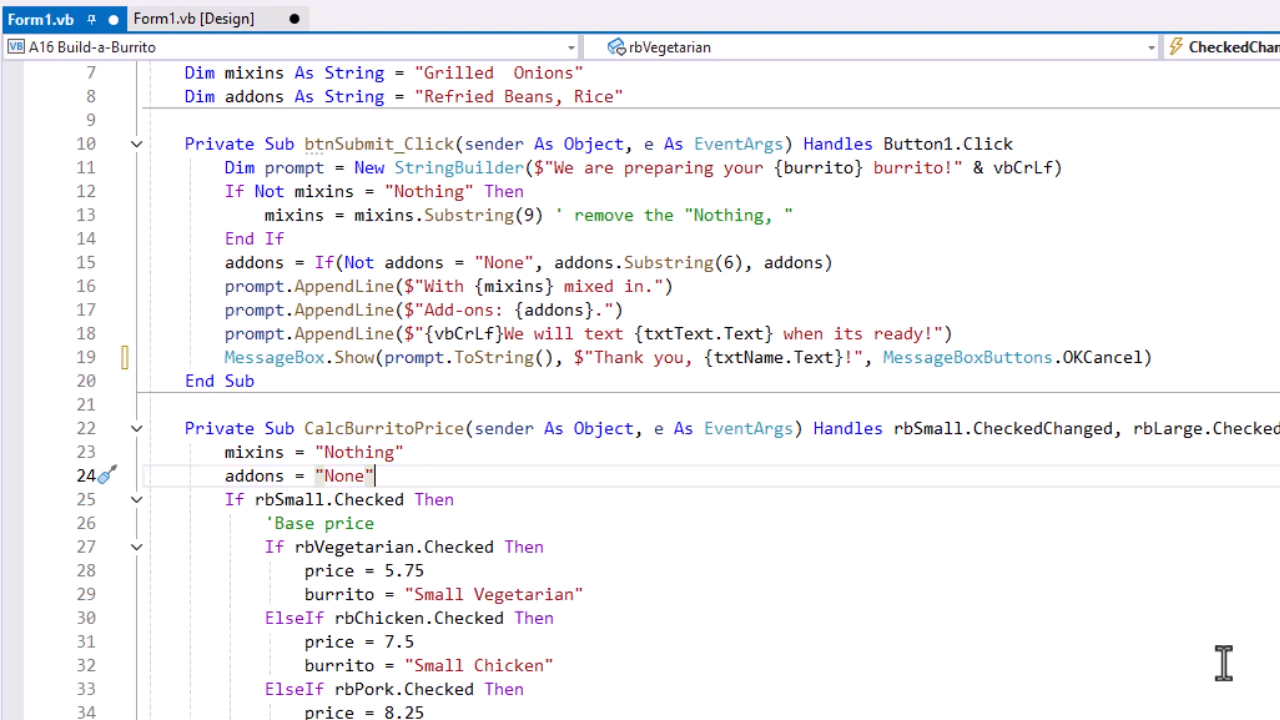 Form1.vb Form1.vb [Design]
VB A16 Build-a-Burrito rbVegetarian CheckedChan
7 Dim mixins As String = "Grilled  Onions"
8 Dim addons As String = "Refried Beans, Rice"
9
10 Private Sub btnSubmit_Click(sender As Object, e As EventArgs) Handles Button1.Click
11 Dim prompt = New StringBuilder($"We are preparing your {burrito} burrito!" & vbCrLf)
12 If Not mixins = "Nothing" Then
13 mixins = mixins.Substring(9) ' remove the "Nothing, "
14 End If
15 addons = If(Not addons = "None", addons.Substring(6), addons)
16 prompt.AppendLine($"With {mixins} mixed in.")
17 prompt.AppendLine($"Add-ons: {addons}.")
18 prompt.AppendLine($"{vbCrLf}We will text {txtText.Text} when its ready!")
19 MessageBox.Show(prompt.ToString(), $"Thank you, {txtName.Text}!", MessageBoxButtons.OKCancel)
20 End Sub
21
22 Private Sub CalcBurritoPrice(sender As Object, e As EventArgs) Handles rbSmall.CheckedChanged, rbLarge.Checked
23 mixins = "Nothing"
24 addons = "None"
25 If rbSmall.Checked Then
26 'Base price
27 If rbVegetarian.Checked Then
28 price = 5.75
29 burrito = "Small Vegetarian"
30 ElseIf rbChicken.Checked Then
31 price = 7.5
32 burrito = "Small Chicken"
33 ElseIf rbPork.Checked Then
34 price = 8.25